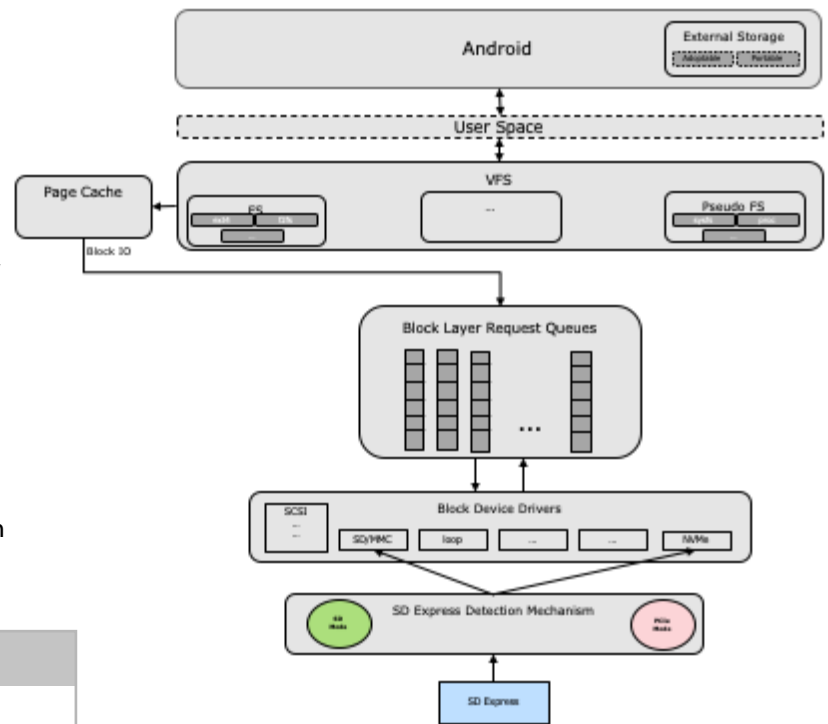 Android
External Storage
Adoptable Portable
User Space
VFS
Page Cache
FS
ext4 f2fs
...
...
Pseudo FS
sysfs proc
...
Block IO
Block Layer Request Queues
...
Block Device Drivers
SCSI
...
...
SD/MMC
loop
...
...
NVMe
SD Express Detection Mechanism
SD
Mode
PCIe
Mode
SD Express